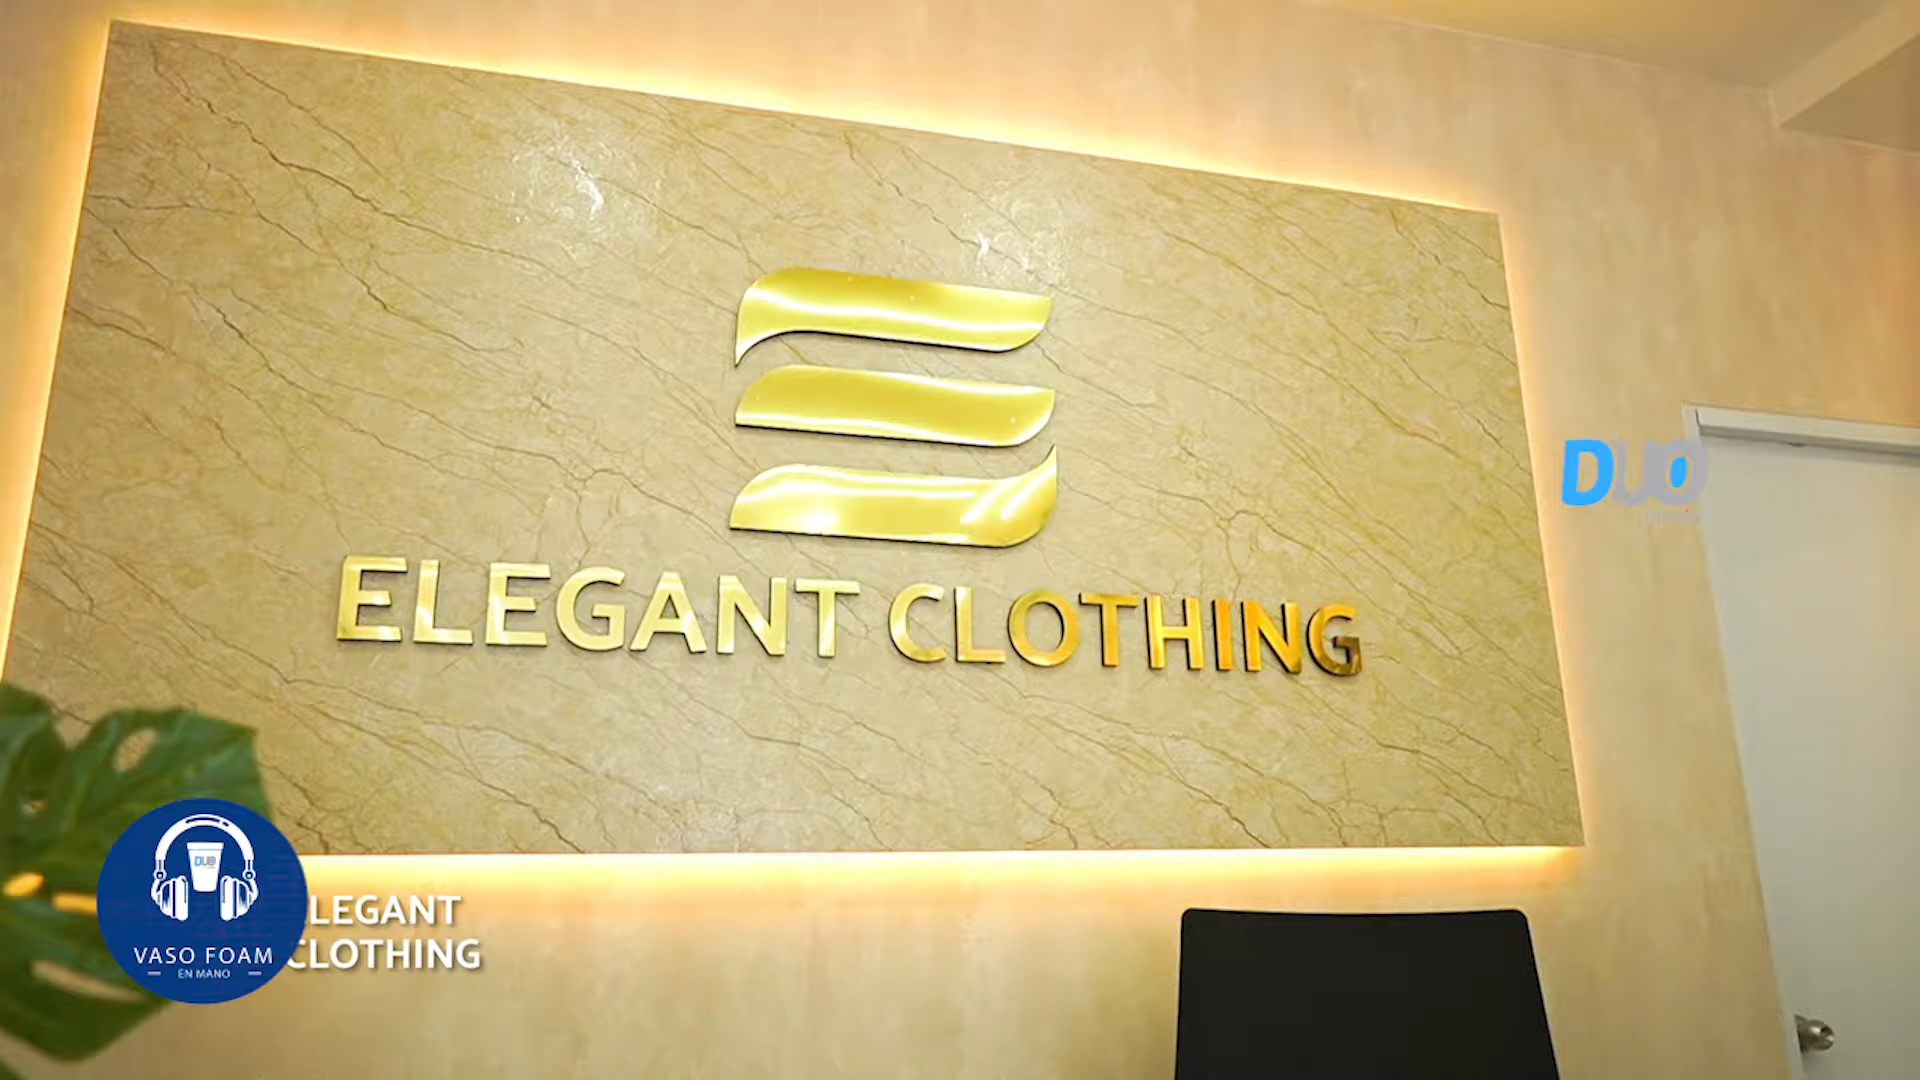 ELEGANT CLOTHING
DUO
DUO
VASO FOAM
EN MANO
LEGANT
CLOTHING